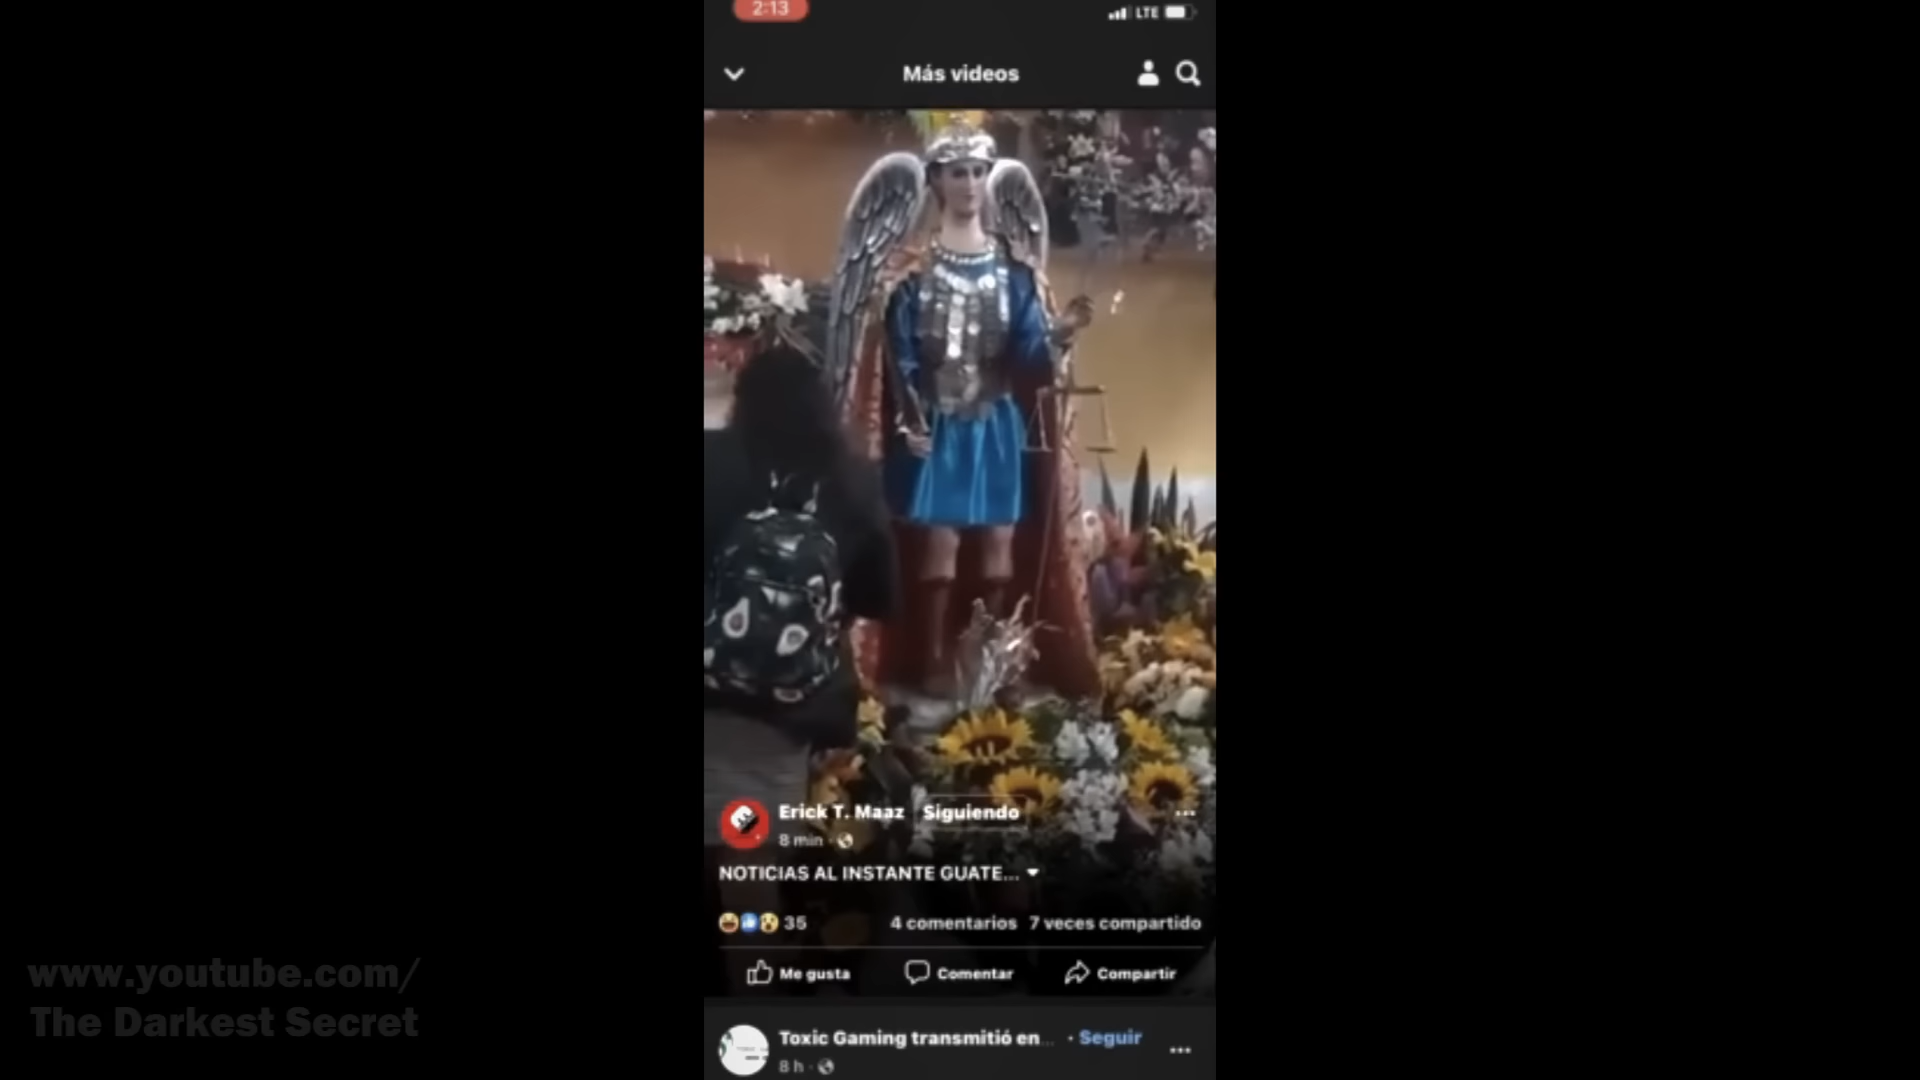 2:13
LTE
Más videos
Erick T. Maaz Siguiendo
8 min
NOTICIAS AL INSTANTE GUATE...
35 4 comentarios 7 veces compartido
Me gusta Comentar Compartir
Toxic Gaming transmitió en... · Seguir
8 h
www.youtube.com/
The Darkest Secret